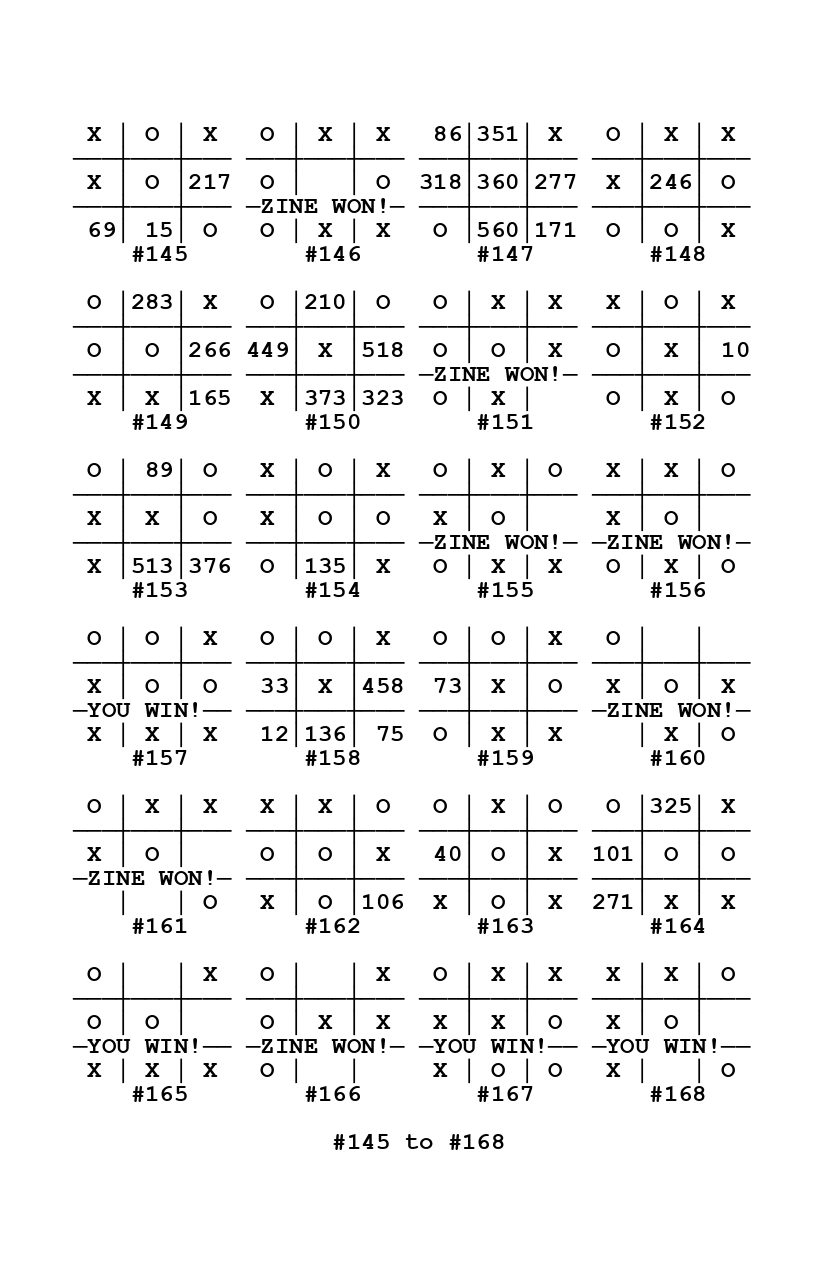 X | O | X   O | X | X   86|351| X   O | X | X
X | O |217   O | | O   318|360|277   X |246| O
—ZINE WON!—
69| 15| O   O | X | X   O |560|171   O | O | X
#145   #146   #147   #148
O |283| X   O |210| O   O | X | X   X | O | X
O | O |266   449| X |518   O | O | X   O | X | 10
—ZINE WON!—
X | X |165   X |373|323   O | X |   O | X | O
#149   #150   #151   #152
O | 89| O   X | O | X   O | X | O   X | X | O
X | X | O   X | O | O   X | O |   X | O |
—ZINE WON!—   —ZINE WON!—
X |513|376   O |135| X   O | X | X   O | X | O
#153   #154   #155   #156
O | O | X   O | O | X   O | O | X   O | |
X | O | O   33| X |458   73| X | O   X | O | X
—YOU WIN!——   —ZINE WON!—
X | X | X   12|136| 75   O | X | X   | X | O
#157   #158   #159   #160
O | X | X   X | X | O   O | X | O   O |325| X
X | O |   O | O | X   40| O | X   101| O | O
—ZINE WON!—
| | O   X | O |106   X | O | X   271| X | X
#161   #162   #163   #164
O | | X   O | | X   O | X | X   X | X | O
O | O |   O | X | X   X | X | O   X | O |
—YOU WIN!——   —ZINE WON!—   —YOU WIN!——   —YOU WIN!——
X | X | X   O | |   X | O | O   X | | O
#165   #166   #167   #168
#145 to #168